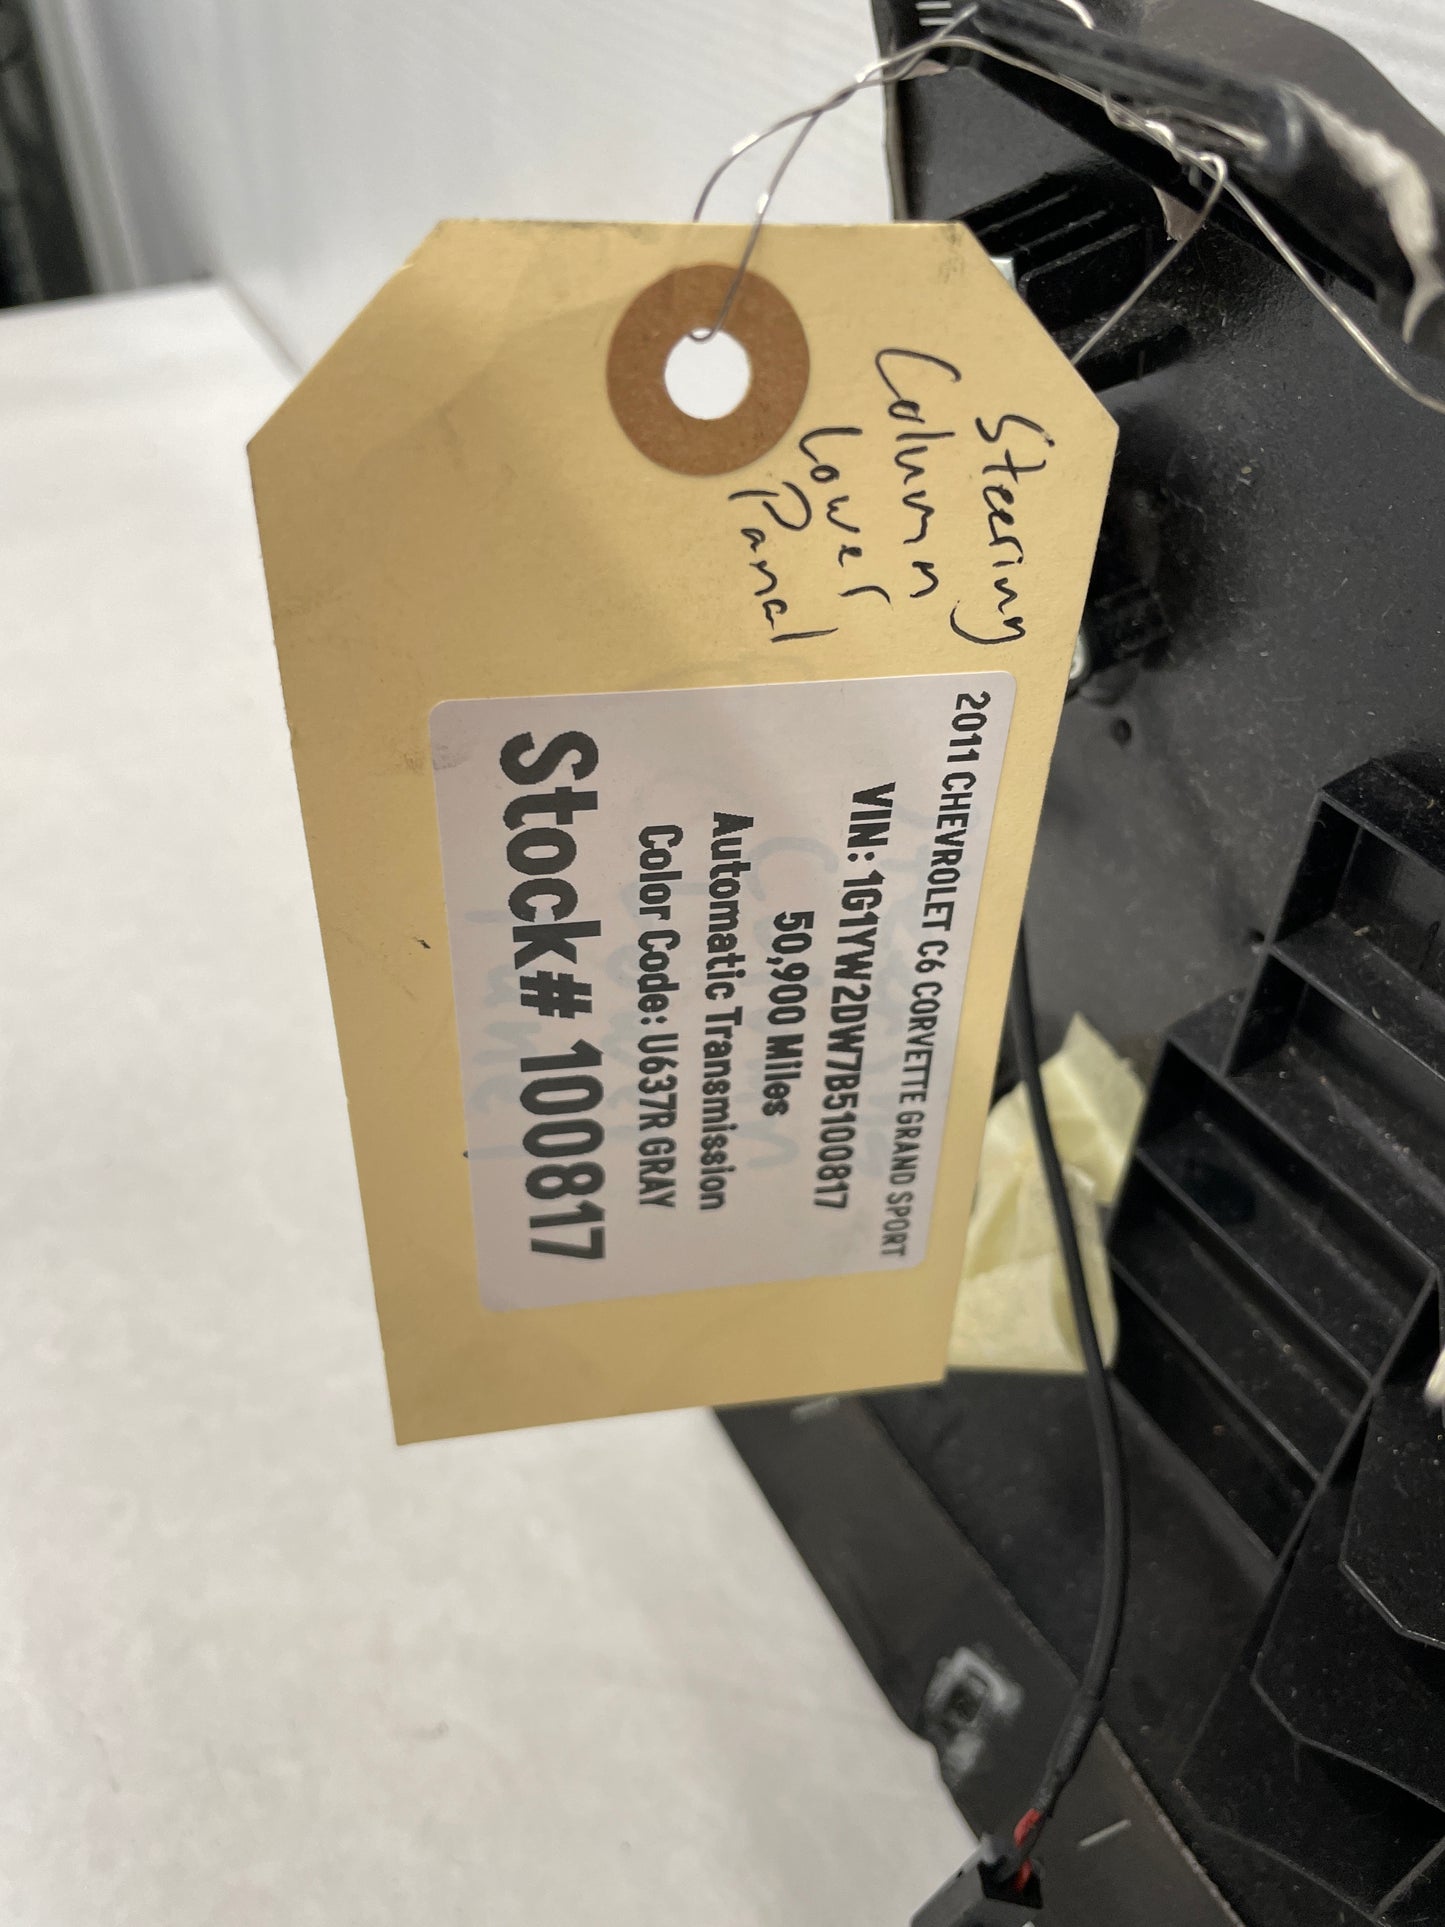 Steering
Column
Lower
Panel
2011 CHEVROLET C6 CORVETTE GRAND SPORT
VIN: 1G1YW2DW7B5100817
50,900 Miles
Automatic Transmission
Color Code: U637R GRAY
Stock# 100817